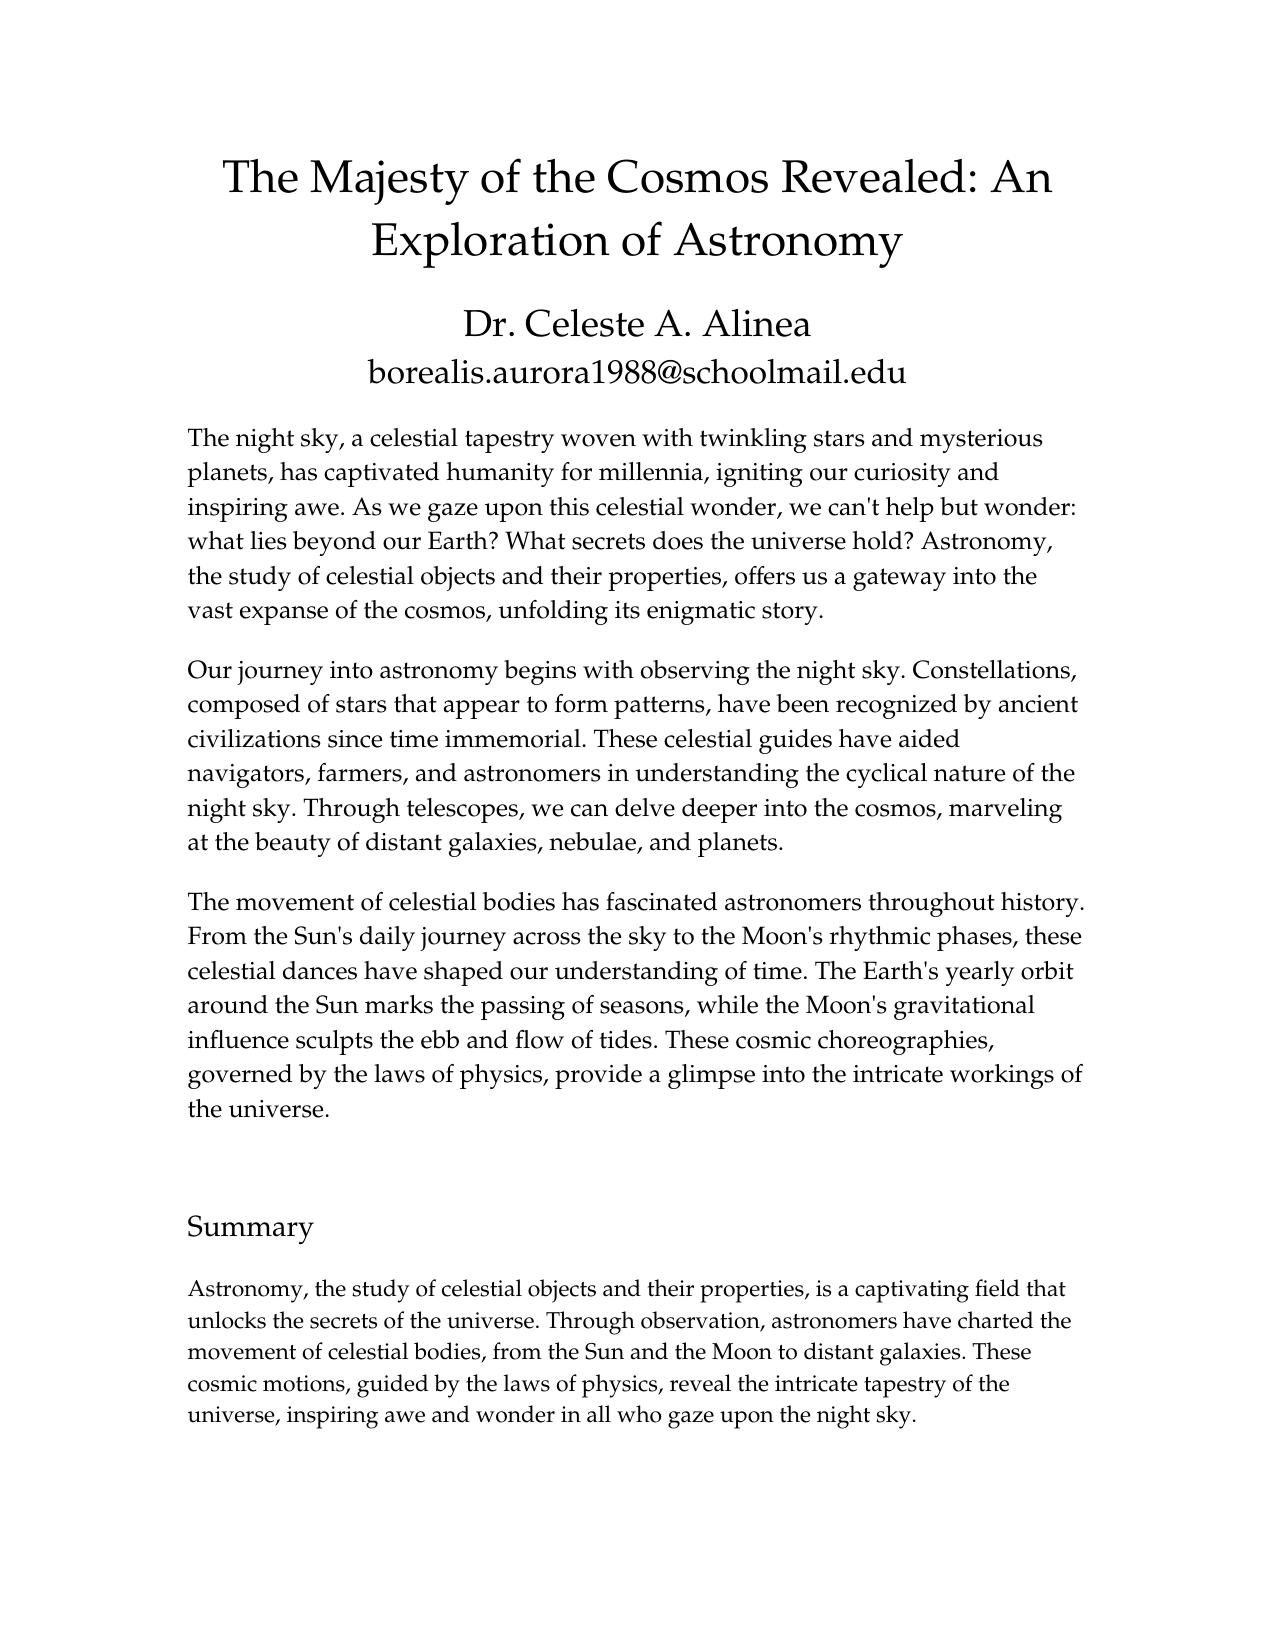 The Majesty of the Cosmos Revealed: An
Exploration of Astronomy
Dr. Celeste A. Alinea
borealis.aurora1988@schoolmail.edu
The night sky, a celestial tapestry woven with twinkling stars and mysterious
planets, has captivated humanity for millennia, igniting our curiosity and
inspiring awe. As we gaze upon this celestial wonder, we can't help but wonder:
what lies beyond our Earth? What secrets does the universe hold? Astronomy,
the study of celestial objects and their properties, offers us a gateway into the
vast expanse of the cosmos, unfolding its enigmatic story.
Our journey into astronomy begins with observing the night sky. Constellations,
composed of stars that appear to form patterns, have been recognized by ancient
civilizations since time immemorial. These celestial guides have aided
navigators, farmers, and astronomers in understanding the cyclical nature of the
night sky. Through telescopes, we can delve deeper into the cosmos, marveling
at the beauty of distant galaxies, nebulae, and planets.
The movement of celestial bodies has fascinated astronomers throughout history.
From the Sun's daily journey across the sky to the Moon's rhythmic phases, these
celestial dances have shaped our understanding of time. The Earth's yearly orbit
around the Sun marks the passing of seasons, while the Moon's gravitational
influence sculpts the ebb and flow of tides. These cosmic choreographies,
governed by the laws of physics, provide a glimpse into the intricate workings of
the universe.
Summary
Astronomy, the study of celestial objects and their properties, is a captivating field that
unlocks the secrets of the universe. Through observation, astronomers have charted the
movement of celestial bodies, from the Sun and the Moon to distant galaxies. These
cosmic motions, guided by the laws of physics, reveal the intricate tapestry of the
universe, inspiring awe and wonder in all who gaze upon the night sky.